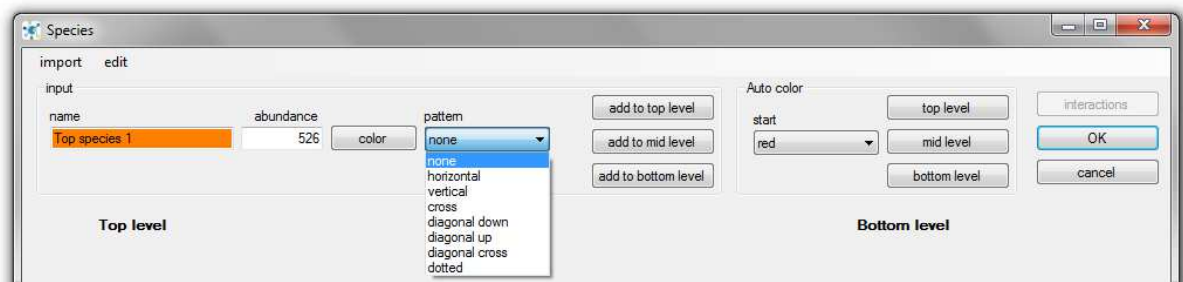 Species
import edit
input
name abundance pattern
Top species 1 526 color none
none
horizontal
vertical
cross
diagonal down
diagonal up
diagonal cross
dotted
add to top level
add to mid level
add to bottom level
Auto color
start
red
top level
mid level
bottom level
interactions
OK
cancel
Top level Bottom level